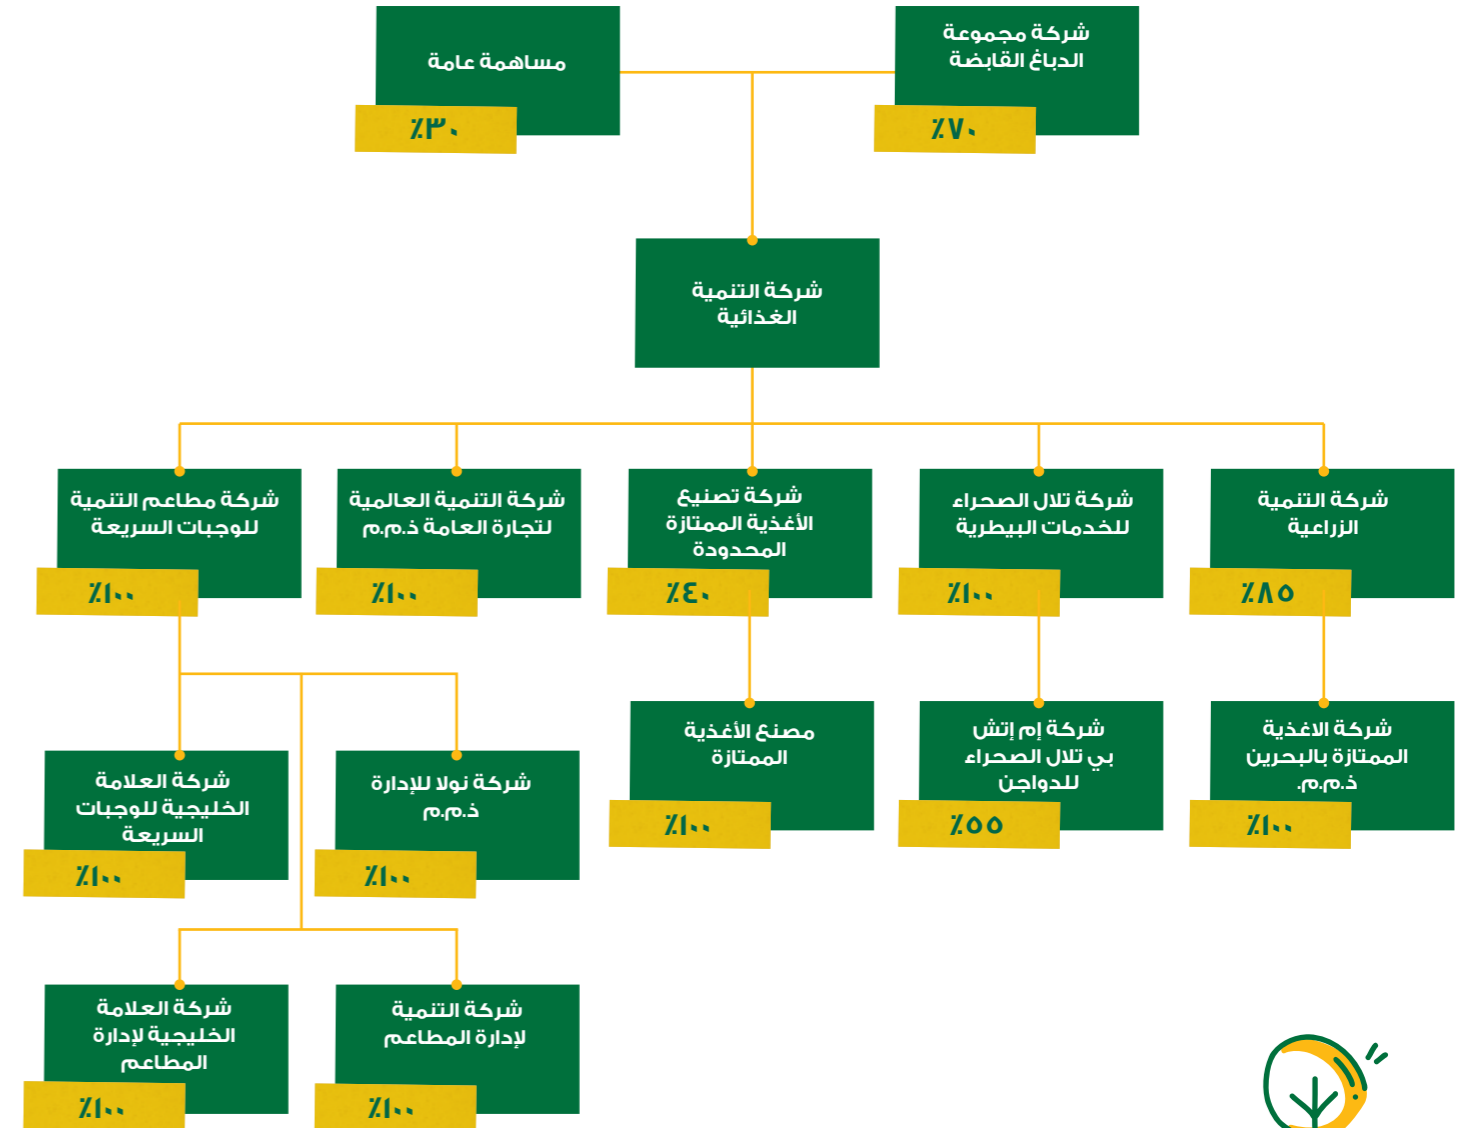 شركة مجموعة
الدباغ القابضة
٧٠٪
مساهمة عامة
٣٠٪
شركة التنمية
الغذائية
شركة التنمية
الزراعية
٨٥٪
شركة تلال الصحراء
للخدمات البيطرية
١٠٠٪
شركة تصنيع
الأغذية الممتازة
المحدودة
٤٠٪
شركة التنمية العالمية
لتجارة العامة ذ.م.م
١٠٠٪
شركة مطاعم التنمية
للوجبات السريعة
١٠٠٪
شركة الاغذية
الممتازة بالبحرين
ذ.م.م.
١٠٠٪
شركة إم إتش
بي تلال الصحراء
للدواجن
٥٥٪
مصنع الأغذية
الممتازة
١٠٠٪
شركة نولا للإدارة
ذ.م.م
١٠٠٪
شركة العلامة
الخليجية للوجبات
السريعة
١٠٠٪
شركة التنمية
لإدارة المطاعم
١٠٠٪
شركة العلامة
الخليجية لإدارة
المطاعم
١٠٠٪